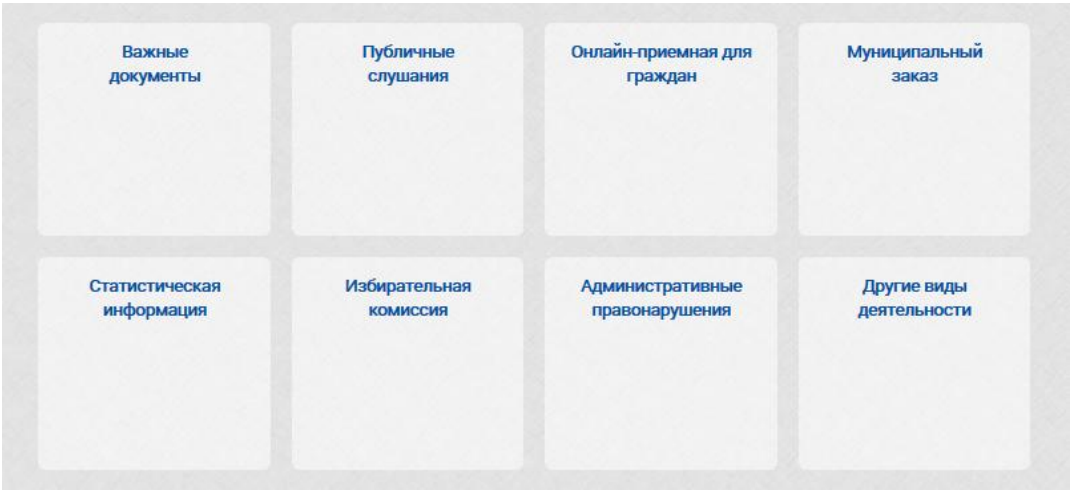 Важные
документы
Публичные
слушания
Онлайн-приемная для
граждан
Муниципальный
заказ
Статистическая
информация
Избирательная
комиссия
Административные
правонарушения
Другие виды
деятельности